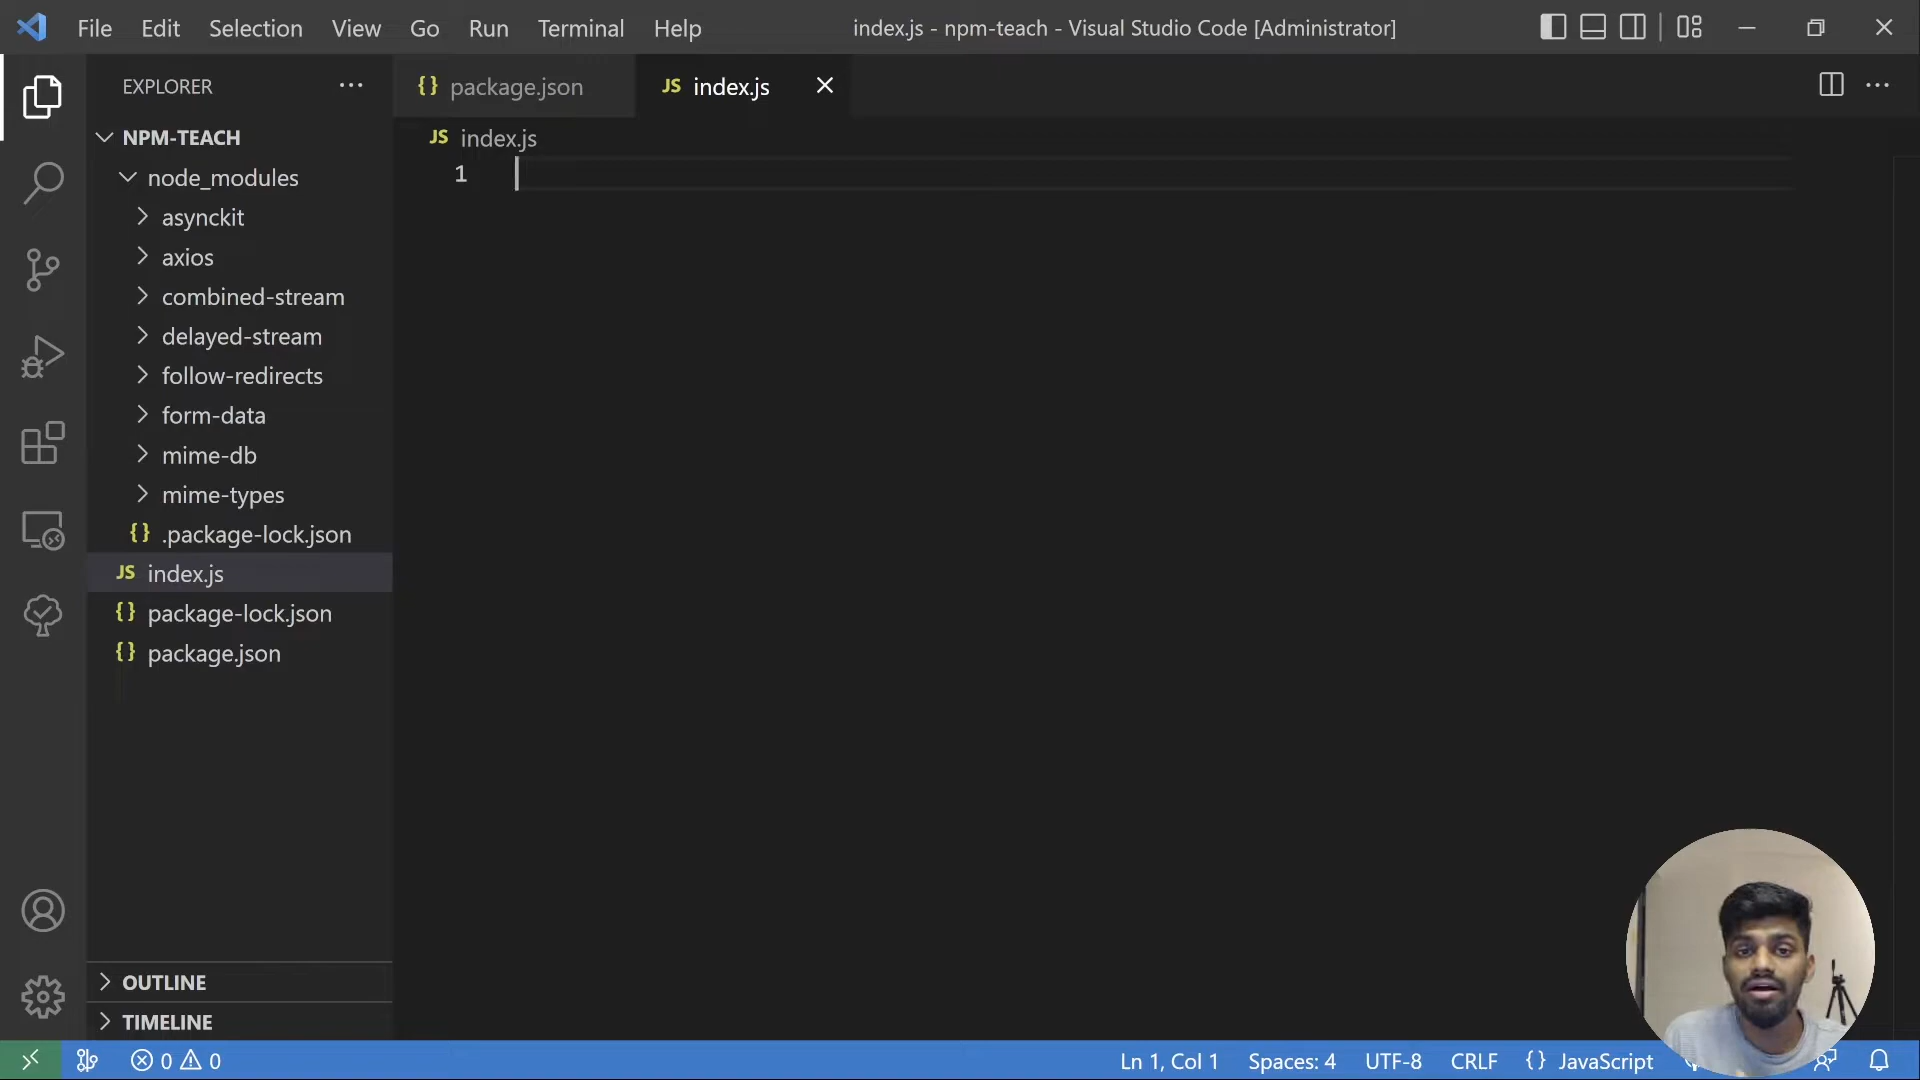 File Edit Selection View Go Run Terminal Help
index.js - npm-teach - Visual Studio Code [Administrator]
EXPLORER
{} package.json
JS index.js
NPM-TEACH
JS index.js
1
node_modules
asynckit
axios
combined-stream
delayed-stream
follow-redirects
form-data
mime-db
mime-types
{} .package-lock.json
JS index.js
{} package-lock.json
{} package.json
OUTLINE
TIMELINE
0 0
Ln 1, Col 1 Spaces: 4 UTF-8 CRLF {} JavaScript